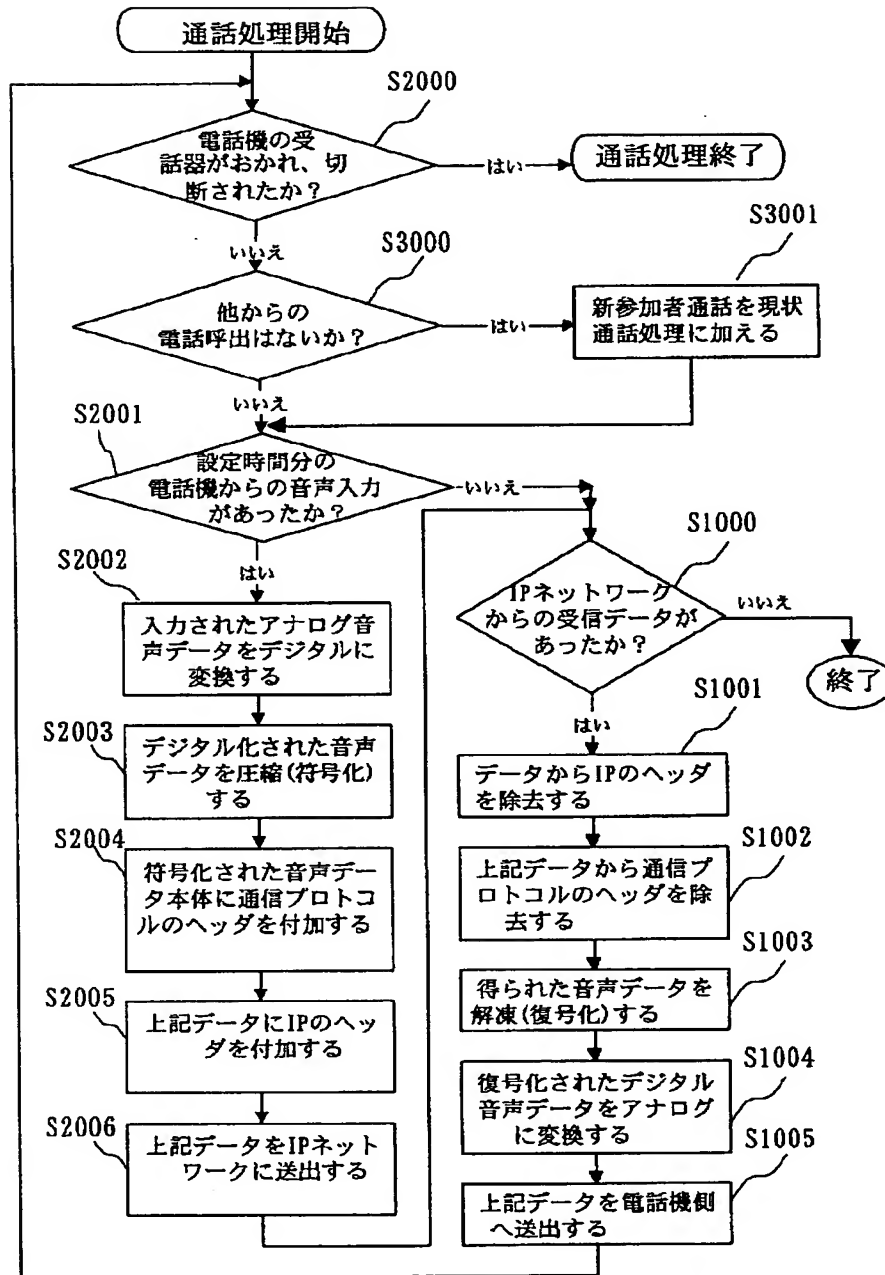 通話処理開始
S2000
電話機の受
話器がおかれ、切
断されたか?
はい
通話処理終了
いいえ
S3000
他からの
電話呼出はないか?
はい
S3001
新参加者通話を現状
通話処理に加える
いいえ
S2001
設定時間分の
電話機からの音声入力
があったか?
いいえ
はい
S2002
入力されたアナログ音
声データをデジタルに
変換する
S2003
デジタル化された音声
データを圧縮(符号化)
する
S2004
符号化された音声デー
タ本体に通信プロトコ
ルのヘッダを付加する
S2005
上記データにIPのヘッ
ダを付加する
S2006
上記データをIPネット
ワークに送出する
S1000
IPネットワーク
からの受信データが
あったか?
いいえ
終了
はい
S1001
データからIPのヘッダ
を除去する
S1002
上記データから通信プ
ロトコルのヘッダを除
去する
S1003
得られた音声データを
解凍(復号化)する
S1004
復号化されたデジタル
音声データをアナログ
に変換する
S1005
上記データを電話機側
へ送出する